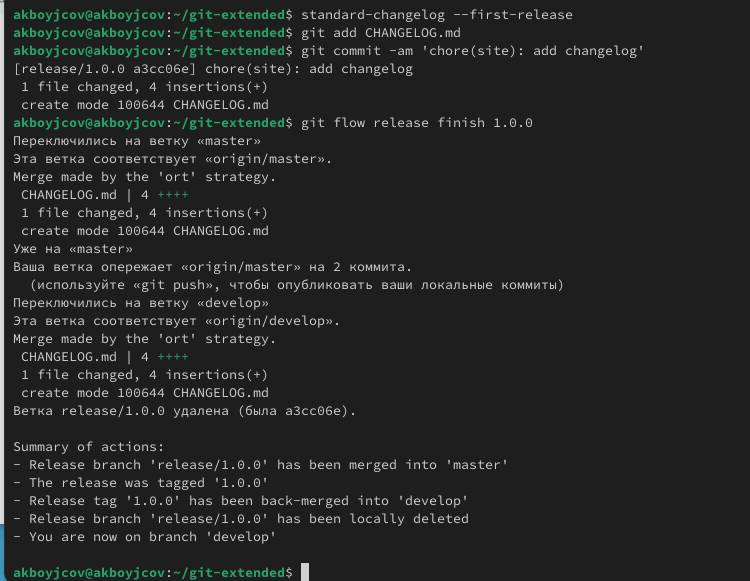 akboyjcov@akboyjcov:~/git-extended$ standard-changelog --first-release
akboyjcov@akboyjcov:~/git-extended$ git add CHANGELOG.md
akboyjcov@akboyjcov:~/git-extended$ git commit -am 'chore(site): add changelog'
[release/1.0.0 a3cc06e] chore(site): add changelog
 1 file changed, 4 insertions(+)
 create mode 100644 CHANGELOG.md
akboyjcov@akboyjcov:~/git-extended$ git flow release finish 1.0.0
Переключились на ветку «master»
Эта ветка соответствует «origin/master».
Merge made by the 'ort' strategy.
 CHANGELOG.md | 4 ++++
 1 file changed, 4 insertions(+)
 create mode 100644 CHANGELOG.md
Уже на «master»
Ваша ветка опережает «origin/master» на 2 коммита.
  (используйте «git push», чтобы опубликовать ваши локальные коммиты)
Переключились на ветку «develop»
Эта ветка соответствует «origin/develop».
Merge made by the 'ort' strategy.
 CHANGELOG.md | 4 ++++
 1 file changed, 4 insertions(+)
 create mode 100644 CHANGELOG.md
Ветка release/1.0.0 удалена (была a3cc06e).

Summary of actions:
- Release branch 'release/1.0.0' has been merged into 'master'
- The release was tagged '1.0.0'
- Release tag '1.0.0' has been back-merged into 'develop'
- Release branch 'release/1.0.0' has been locally deleted
- You are now on branch 'develop'

akboyjcov@akboyjcov:~/git-extended$